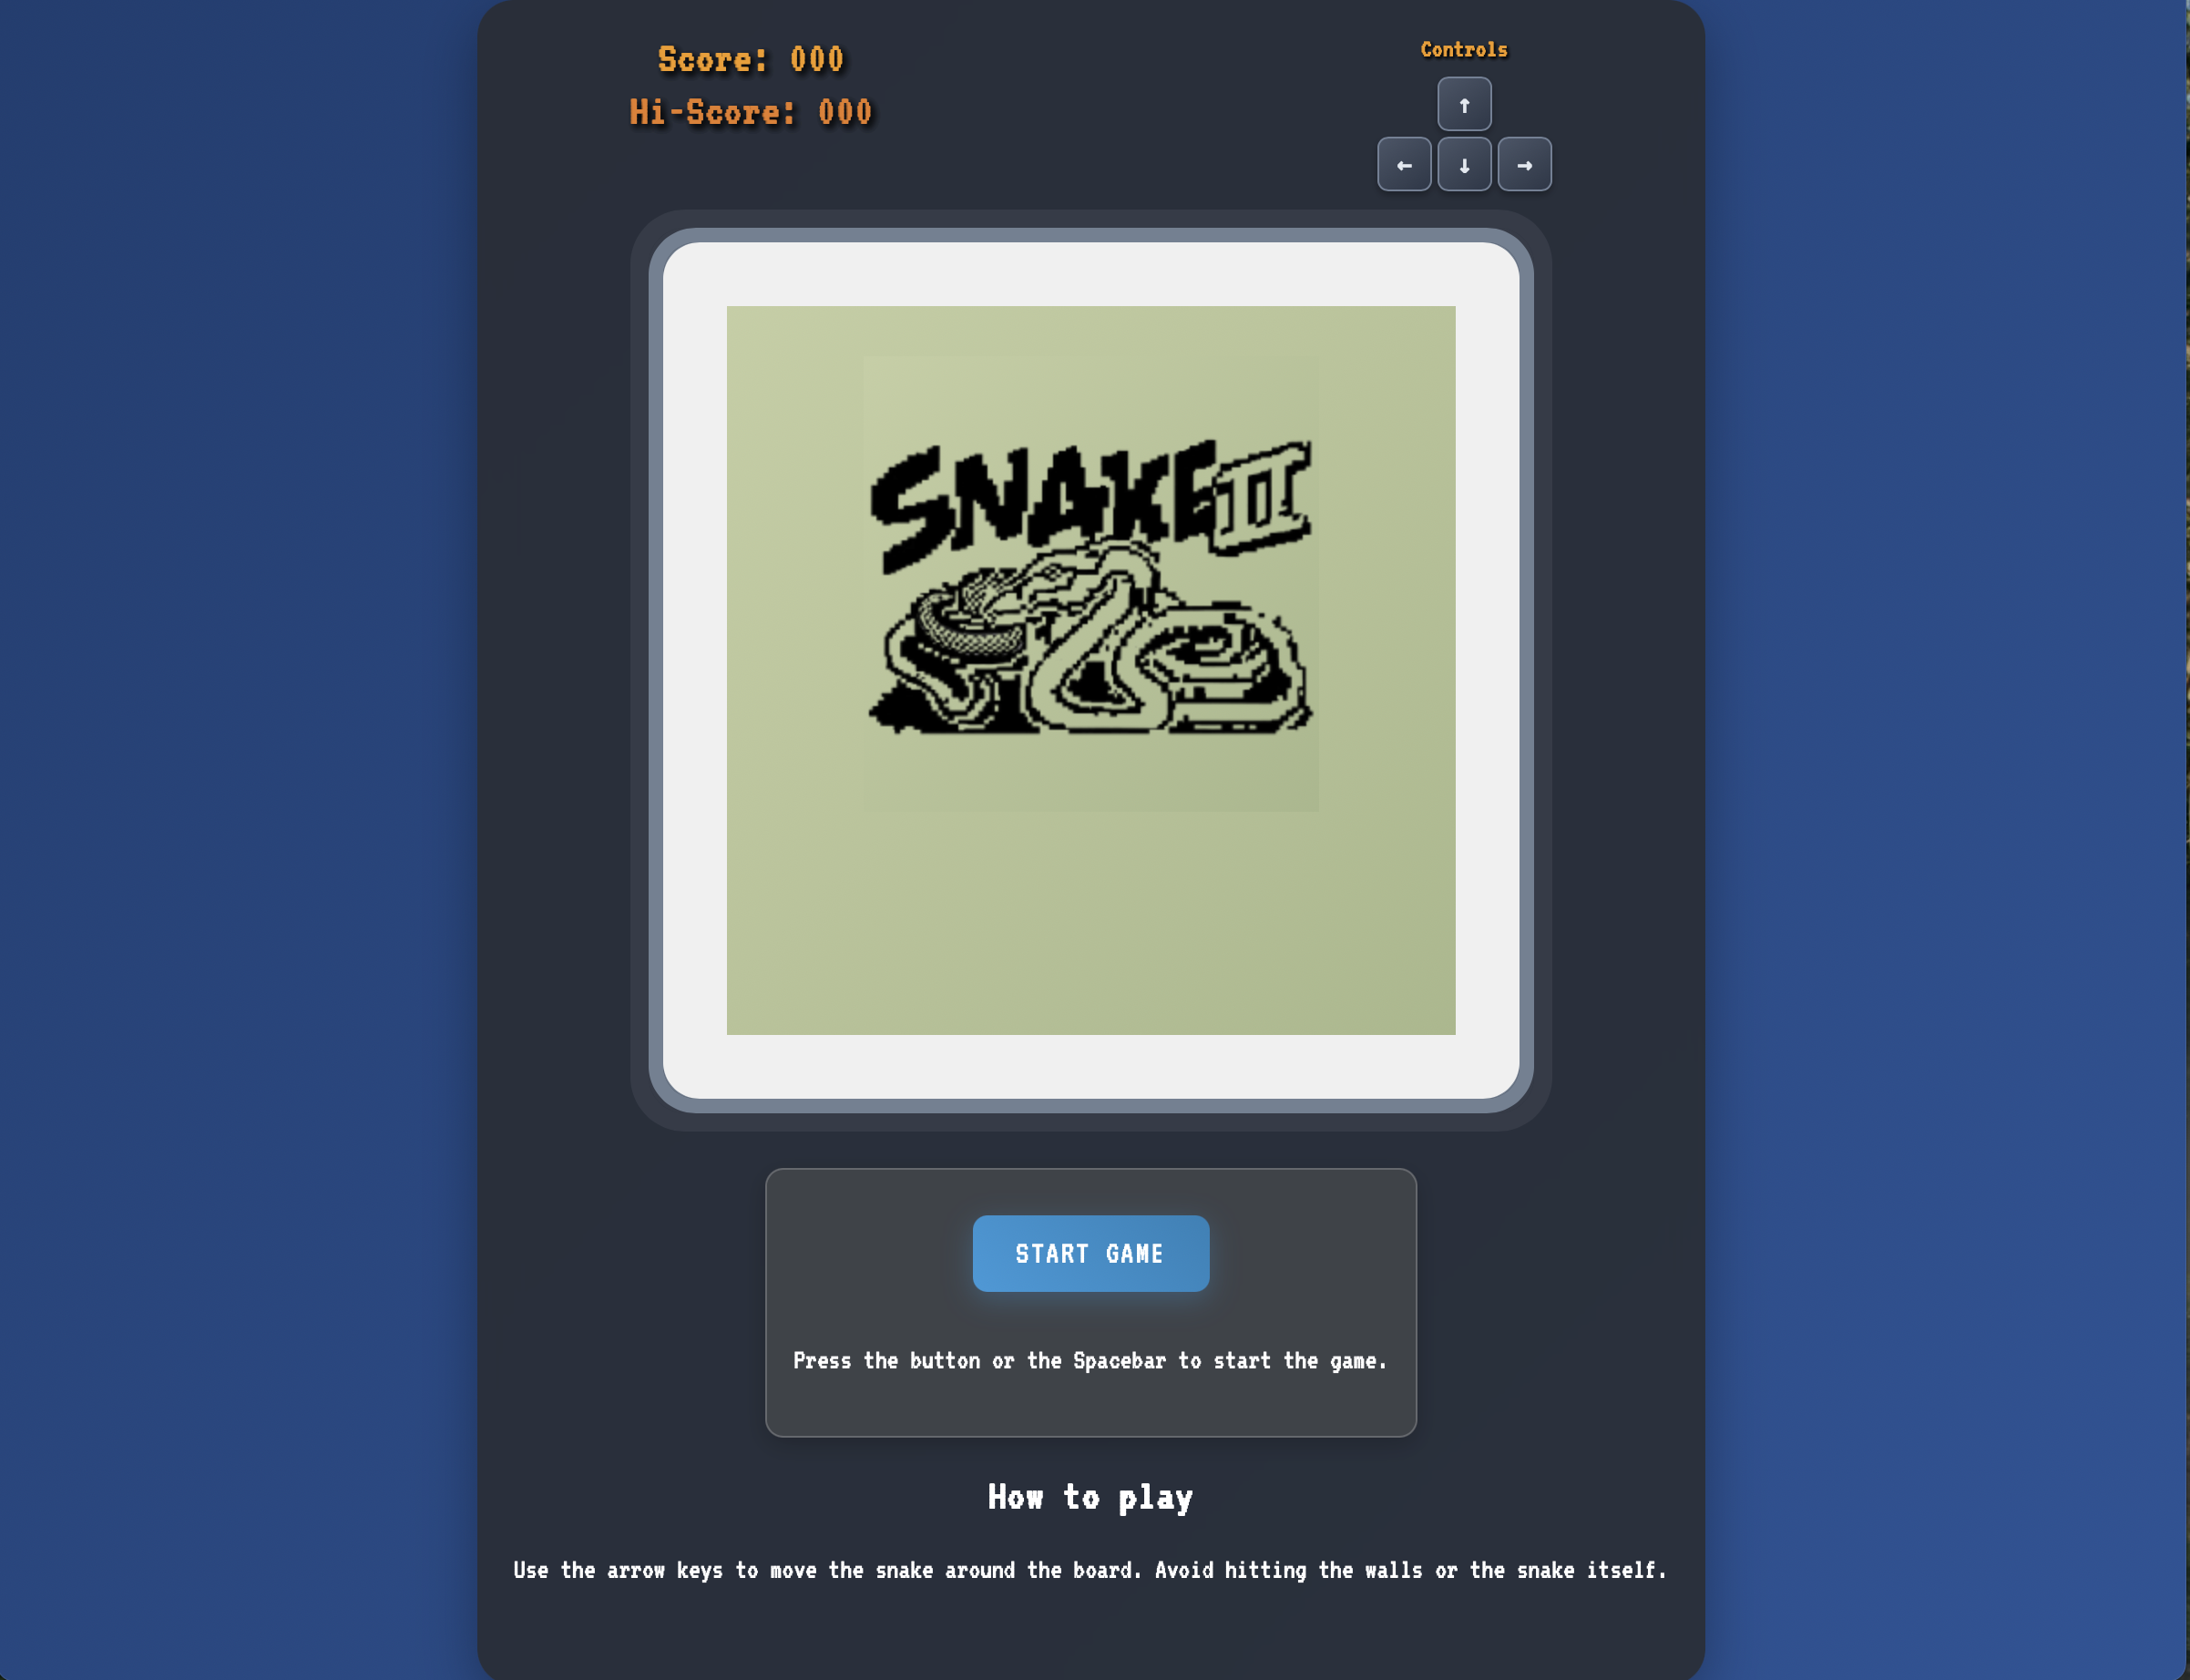 Score: 000
Hi-Score: 000
Controls
↑
← ↓ →
SNAKE II
START GAME
Press the button or the Spacebar to start the game.
How to play
Use the arrow keys to move the snake around the board. Avoid hitting the walls or the snake itself.